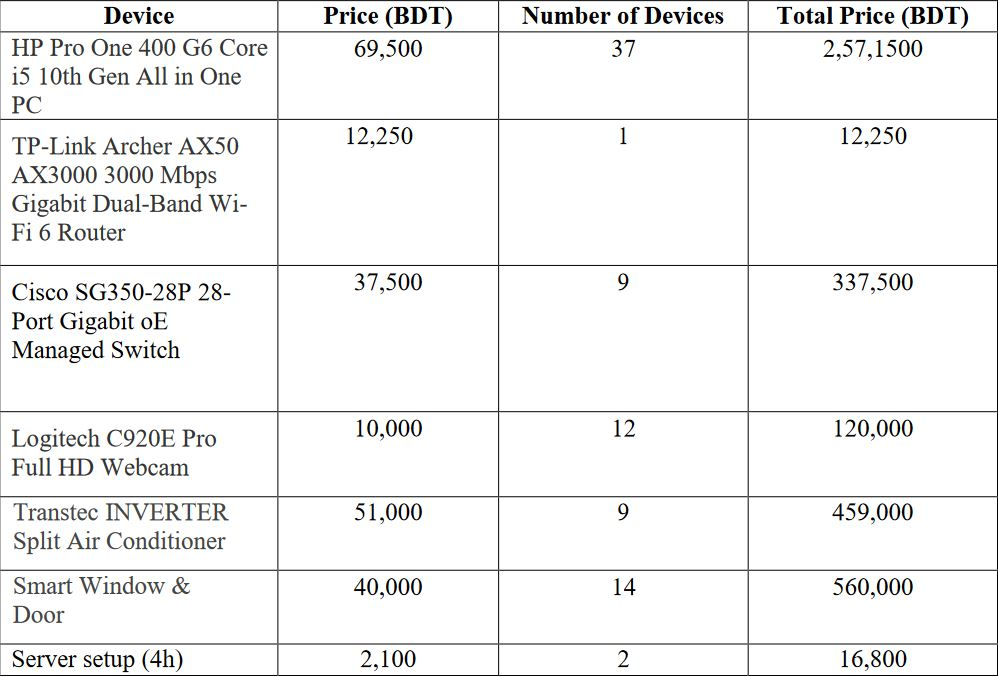 Device Price (BDT) Number of Devices Total Price (BDT)
HP Pro One 400 G6 Core 69,500 37 2,57,1500
i5 10th Gen All in One
PC
TP-Link Archer AX50 12,250 1 12,250
AX3000 3000 Mbps
Gigabit Dual-Band Wi-
Fi 6 Router
Cisco SG350-28P 28- 37,500 9 337,500
Port Gigabit oE
Managed Switch
Logitech C920E Pro 10,000 12 120,000
Full HD Webcam
Transtec INVERTER 51,000 9 459,000
Split Air Conditioner
Smart Window & 40,000 14 560,000
Door
Server setup (4h) 2,100 2 16,800